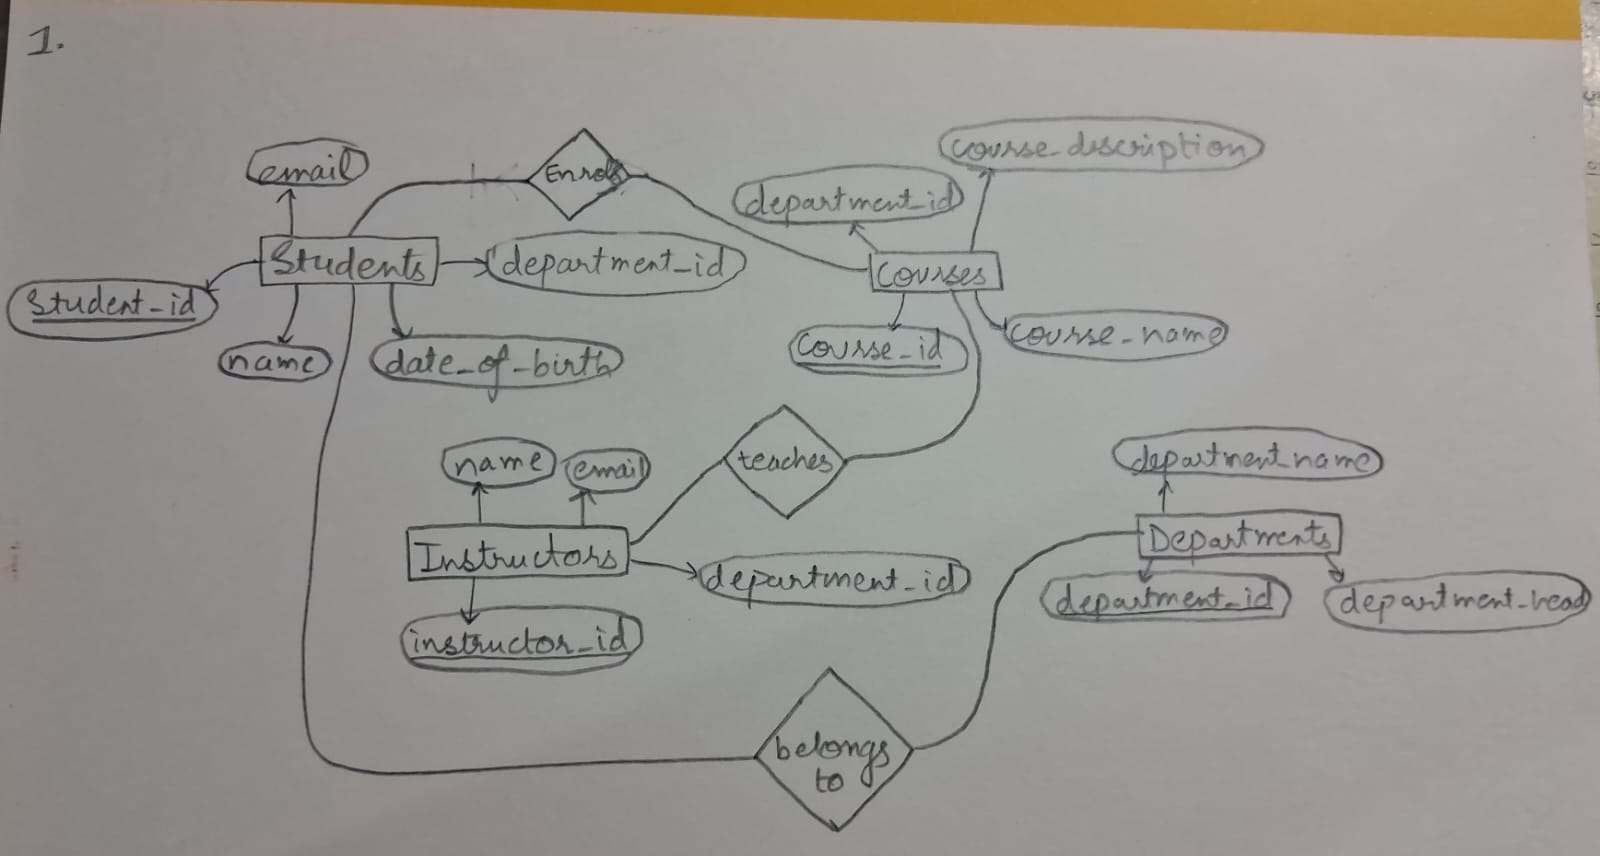 1.
email
Enrols
course_description
department_id
Students
department_id
Courses
Student_id
name
date_of_birth
course_id
course_name
name
email
teaches
department_name
Instructors
department_id
Departments
instructor_id
department_id
department_head
belongs
to